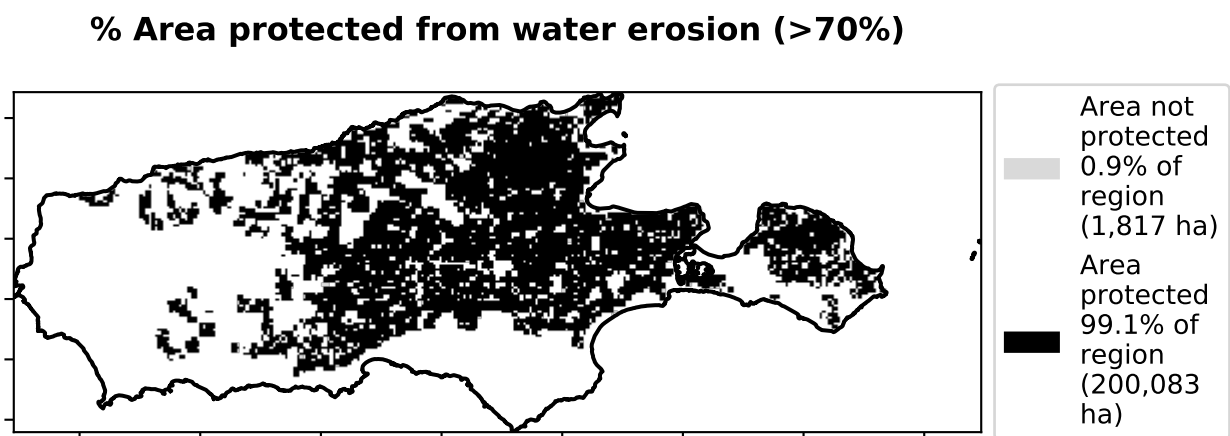 % Area protected from water erosion (>70%)
Area not
protected
0.9% of
region
(1,817 ha)
Area
protected
99.1% of
region
(200,083
ha)